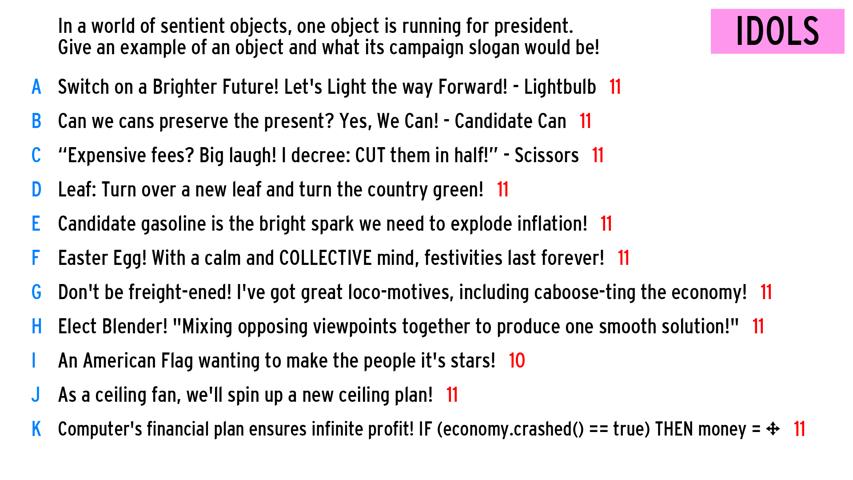 In a world of sentient objects, one object is running for president.
Give an example of an object and what its campaign slogan would be!
IDOLS
A Switch on a Brighter Future! Let's Light the way Forward! - Lightbulb 11
B Can we cans preserve the present? Yes, We Can! - Candidate Can 11
C “Expensive fees? Big laugh! I decree: CUT them in half!” - Scissors 11
D Leaf: Turn over a new leaf and turn the country green! 11
E Candidate gasoline is the bright spark we need to explode inflation! 11
F Easter Egg! With a calm and COLLECTIVE mind, festivities last forever! 11
G Don't be freight-ened! I've got great loco-motives, including caboose-ting the economy! 11
H Elect Blender! "Mixing opposing viewpoints together to produce one smooth solution!" 11
I An American Flag wanting to make the people it's stars! 10
J As a ceiling fan, we'll spin up a new ceiling plan! 11
K Computer's financial plan ensures infinite profit! IF (economy.crashed() == true) THEN money = ✣ 11